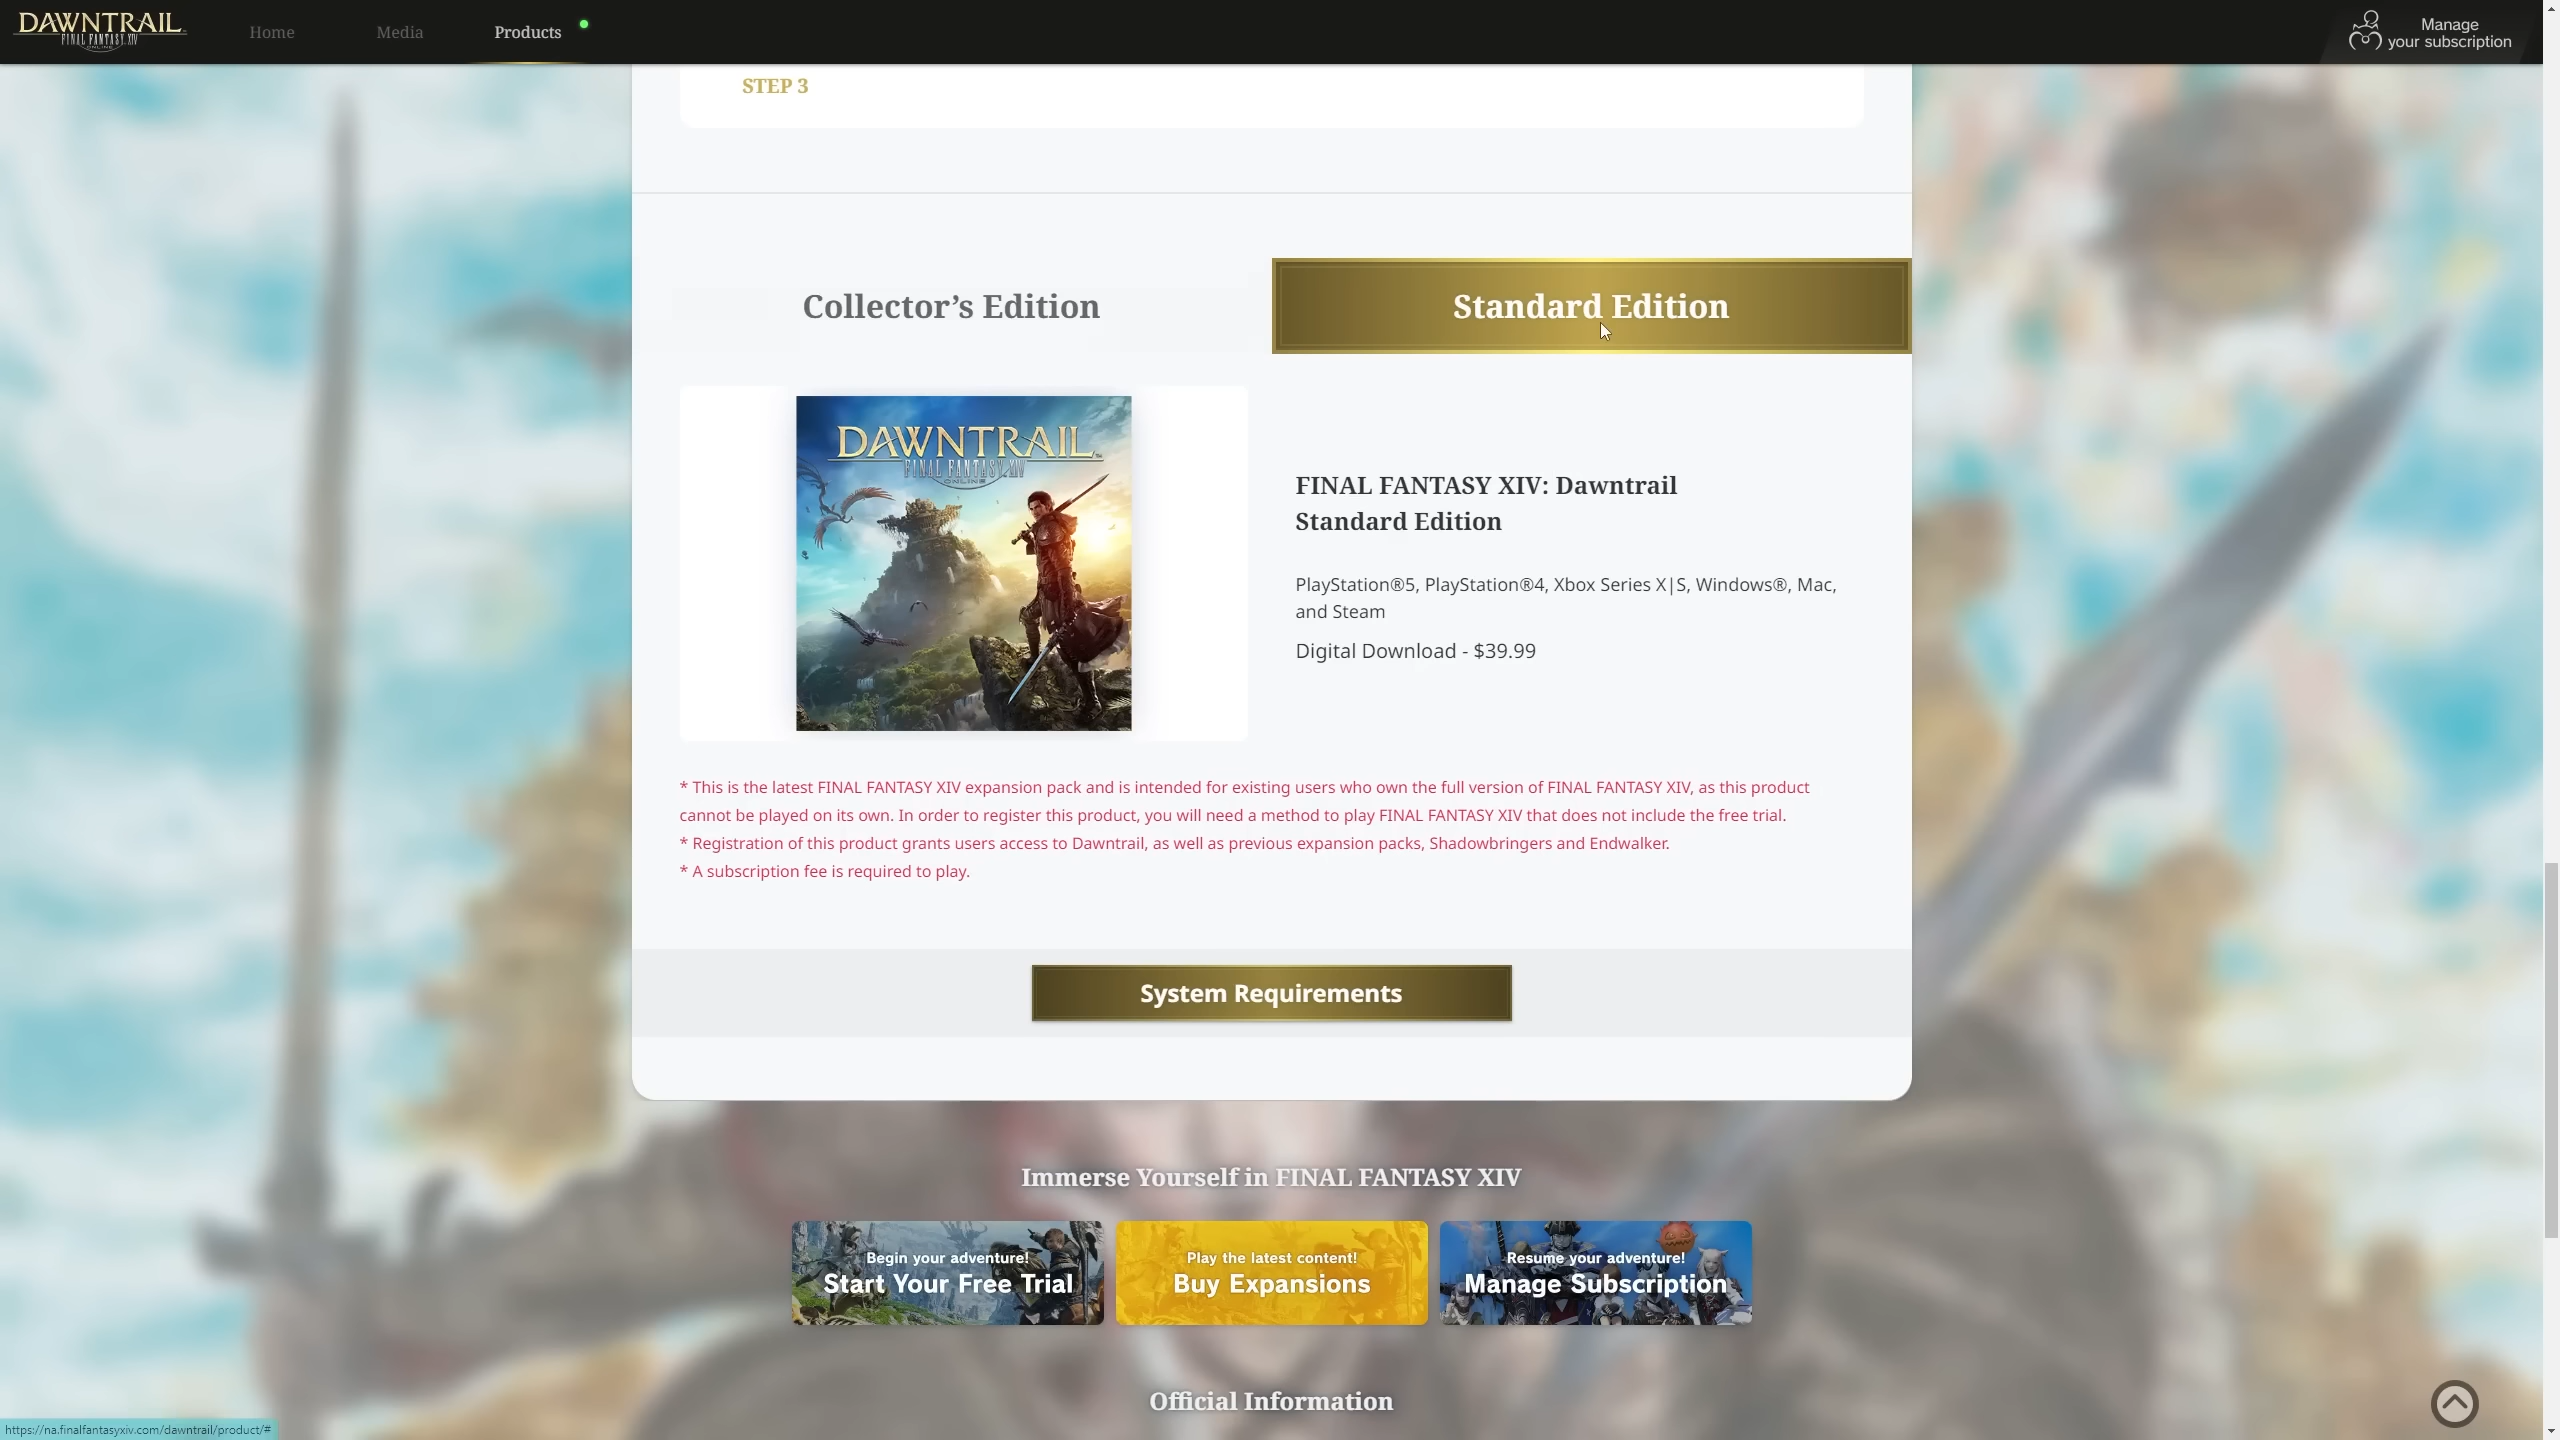 DAWNTRAIL
FINAL FANTASY XIV
ONLINE
Home
Media
Products
Manage
your subscription
STEP 3
Collector’s Edition
Standard Edition
DAWNTRAIL
FINAL FANTASY XIV
ONLINE
FINAL FANTASY XIV: Dawntrail
Standard Edition
PlayStation®5, PlayStation®4, Xbox Series X|S, Windows®, Mac,
and Steam
Digital Download - $39.99
* This is the latest FINAL FANTASY XIV expansion pack and is intended for existing users who own the full version of FINAL FANTASY XIV, as this product
cannot be played on its own. In order to register this product, you will need a method to play FINAL FANTASY XIV that does not include the free trial.
* Registration of this product grants users access to Dawntrail, as well as previous expansion packs, Shadowbringers and Endwalker.
* A subscription fee is required to play.
System Requirements
Immerse Yourself in FINAL FANTASY XIV
Begin your adventure!
Start Your Free Trial
Play the latest content!
Buy Expansions
Resume your adventure!
Manage Subscription
Official Information
https://na.finalfantasyxiv.com/dawntrail/product/#